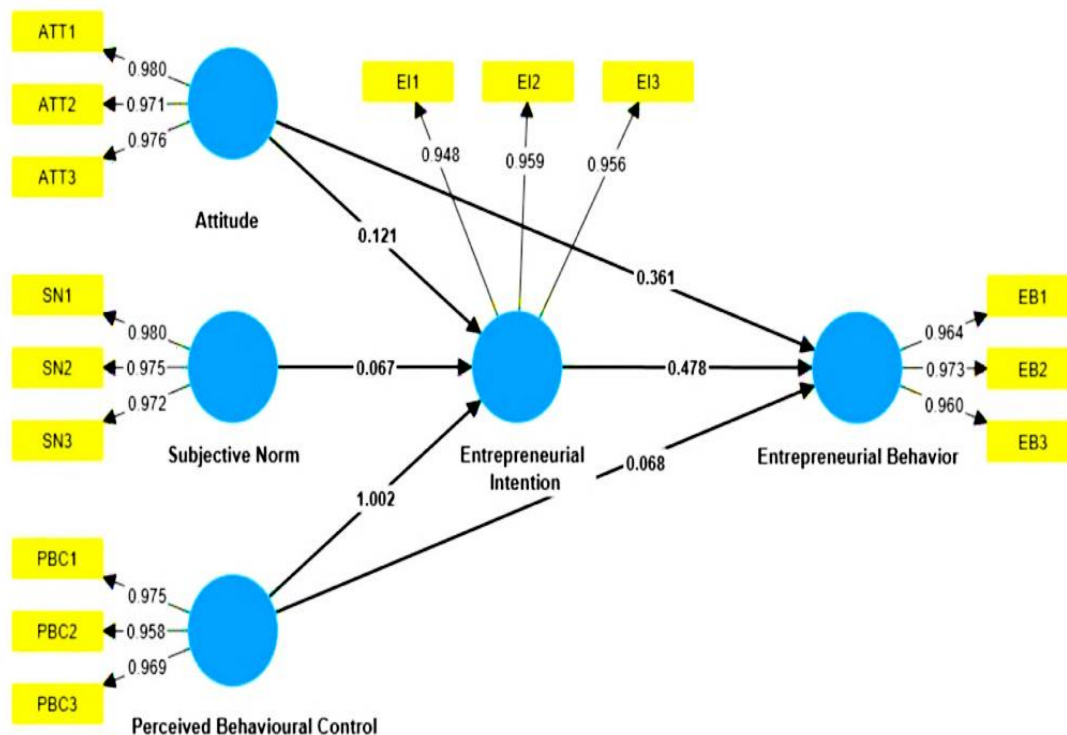 ATT1
0.980
ATT2
0.971
ATT3
0.976
Attitude
EI1
EI2
EI3
0.948
0.959
0.956
0.121
0.361
SN1
0.980
SN2
0.975
SN3
0.972
Subjective Norm
0.067
Entrepreneurial
Intention
0.478
Entrepreneurial Behavior
EB1
0.964
EB2
0.973
EB3
0.960
1.002
0.068
PBC1
0.975
PBC2
0.958
PBC3
0.969
Perceived Behavioural Control